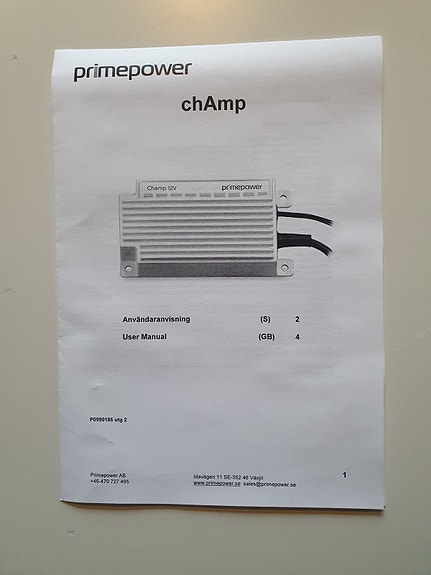 primepower
chAmp
Champ 12V primepower
Användaranvisning (S) 2
User Manual (GB) 4
P0990185 utg 2
Primepower AB Idavägen 11 SE-352 46 Växjö 1
+46-470 727 495 www.primepower.se sales@primepower.se